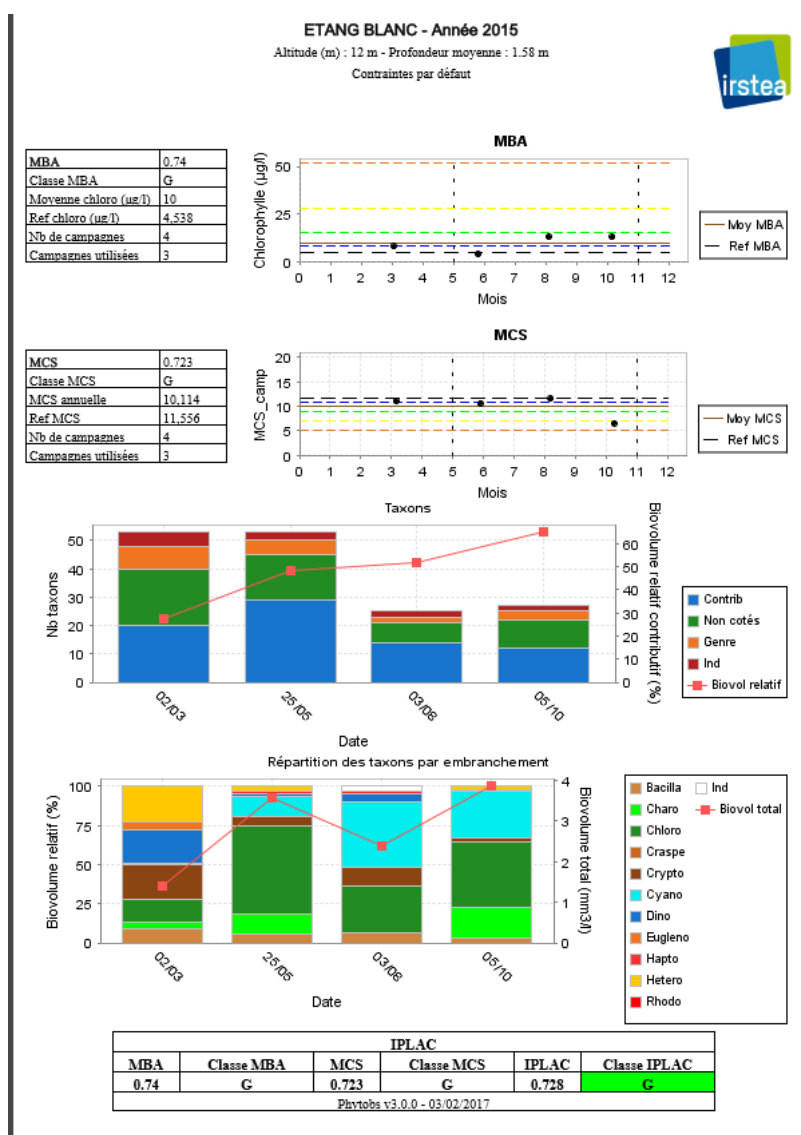 ETANG BLANC - Année 2015
Altitude (m) : 12 m - Profondeur moyenne : 1.58 m
Contraintes par défaut
irstea
MBA 0.74
Classe MBA G
Moyenne chloro (µg/l) 10
Ref chloro (µg/l) 4,538
Nb de campagnes 4
Campagnes utilisées 3
MBA
Chlorophylle (µg/l)
50
25
0
0 1 2 3 4 5 6 7 8 9 10 11 12
Mois
Moy MBA
Ref MBA
MCS 0.723
Classe MCS G
MCS annuelle 10,114
Ref MCS 11,556
Nb de campagnes 4
Campagnes utilisées 3
MCS
MCS_camp
20
15
10
5
0
0 1 2 3 4 5 6 7 8 9 10 11 12
Mois
Moy MCS
Ref MCS
Taxons
Nb taxons
50
40
30
20
10
0
02/03 25/05 03/08 05/10
Date
Biovolume relatif contributif (%)
60
50
40
30
20
10
0
Contrib
Non cotés
Genre
Ind
Biovol relatif
Répartition des taxons par embranchement
Biovolume relatif (%)
100
75
50
25
0
02/03 25/05 03/08 05/10
Date
Biovolume total (mm3/l)
4
3
2
1
0
Bacilla
Charo
Chloro
Craspe
Crypto
Cyano
Dino
Eugleno
Hapto
Hetero
Rhodo
Ind
Biovol total
IPLAC
MBA Classe MBA MCS Classe MCS IPLAC Classe IPLAC
0.74 G 0.723 G 0.728 G
Phytobs v3.0.0 - 03/02/2017